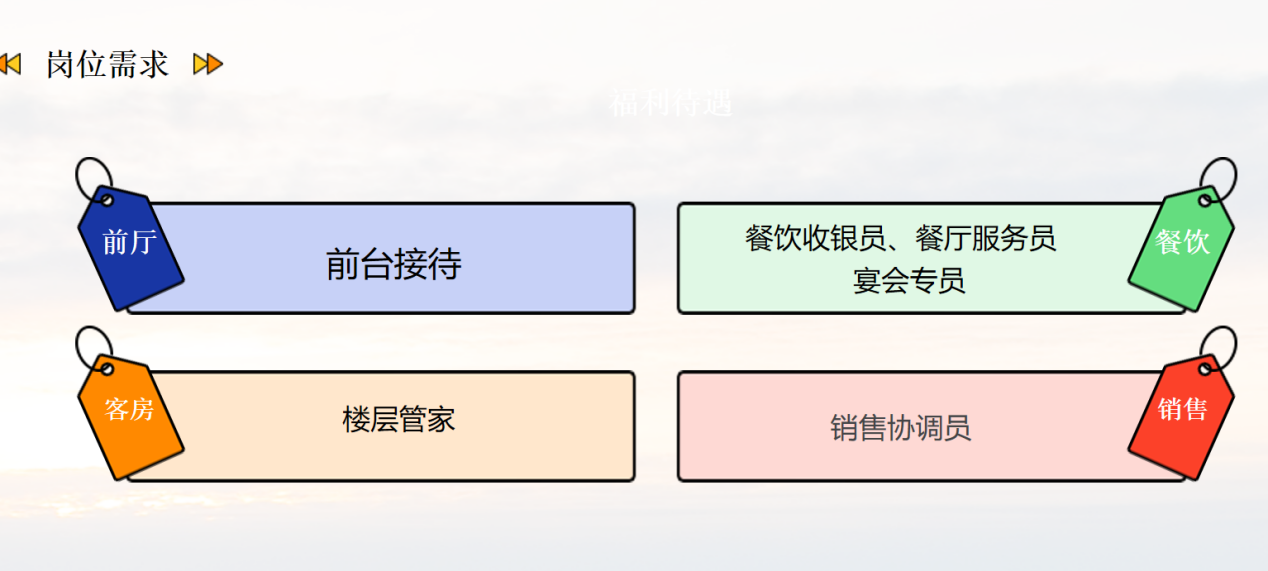 岗位需求
福利待遇
前厅
前台接待
餐饮收银员、餐厅服务员
宴会专员
餐饮
客房
楼层管家
销售协调员
销售